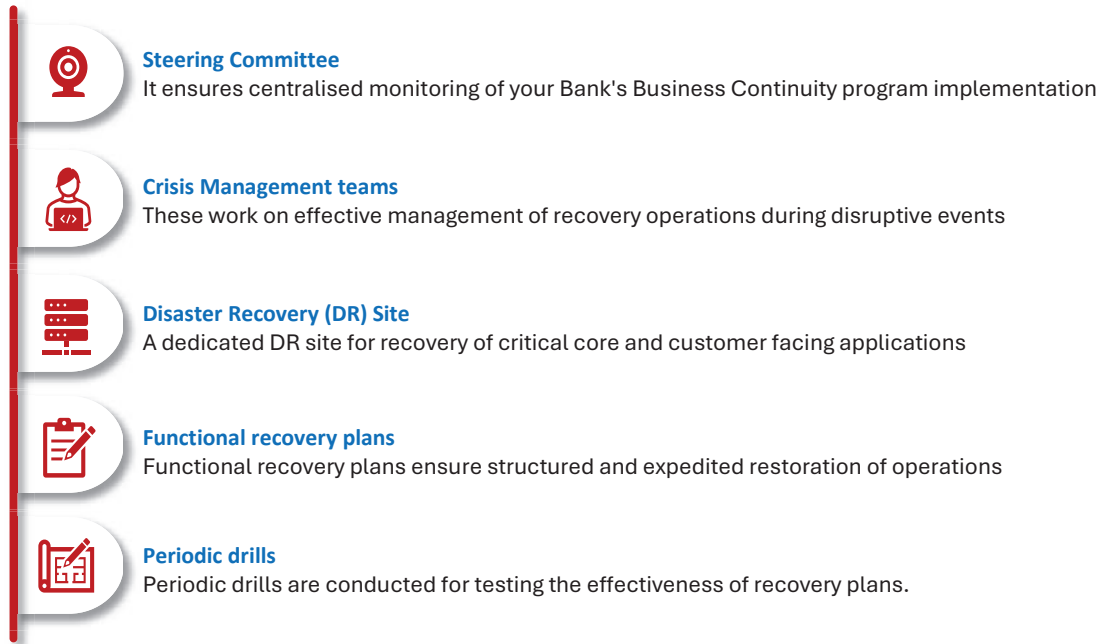 Steering Committee
It ensures centralised monitoring of your Bank's Business Continuity program implementation
Crisis Management teams
These work on effective management of recovery operations during disruptive events
Disaster Recovery (DR) Site
A dedicated DR site for recovery of critical core and customer facing applications
Functional recovery plans
Functional recovery plans ensure structured and expedited restoration of operations
Periodic drills
Periodic drills are conducted for testing the effectiveness of recovery plans.